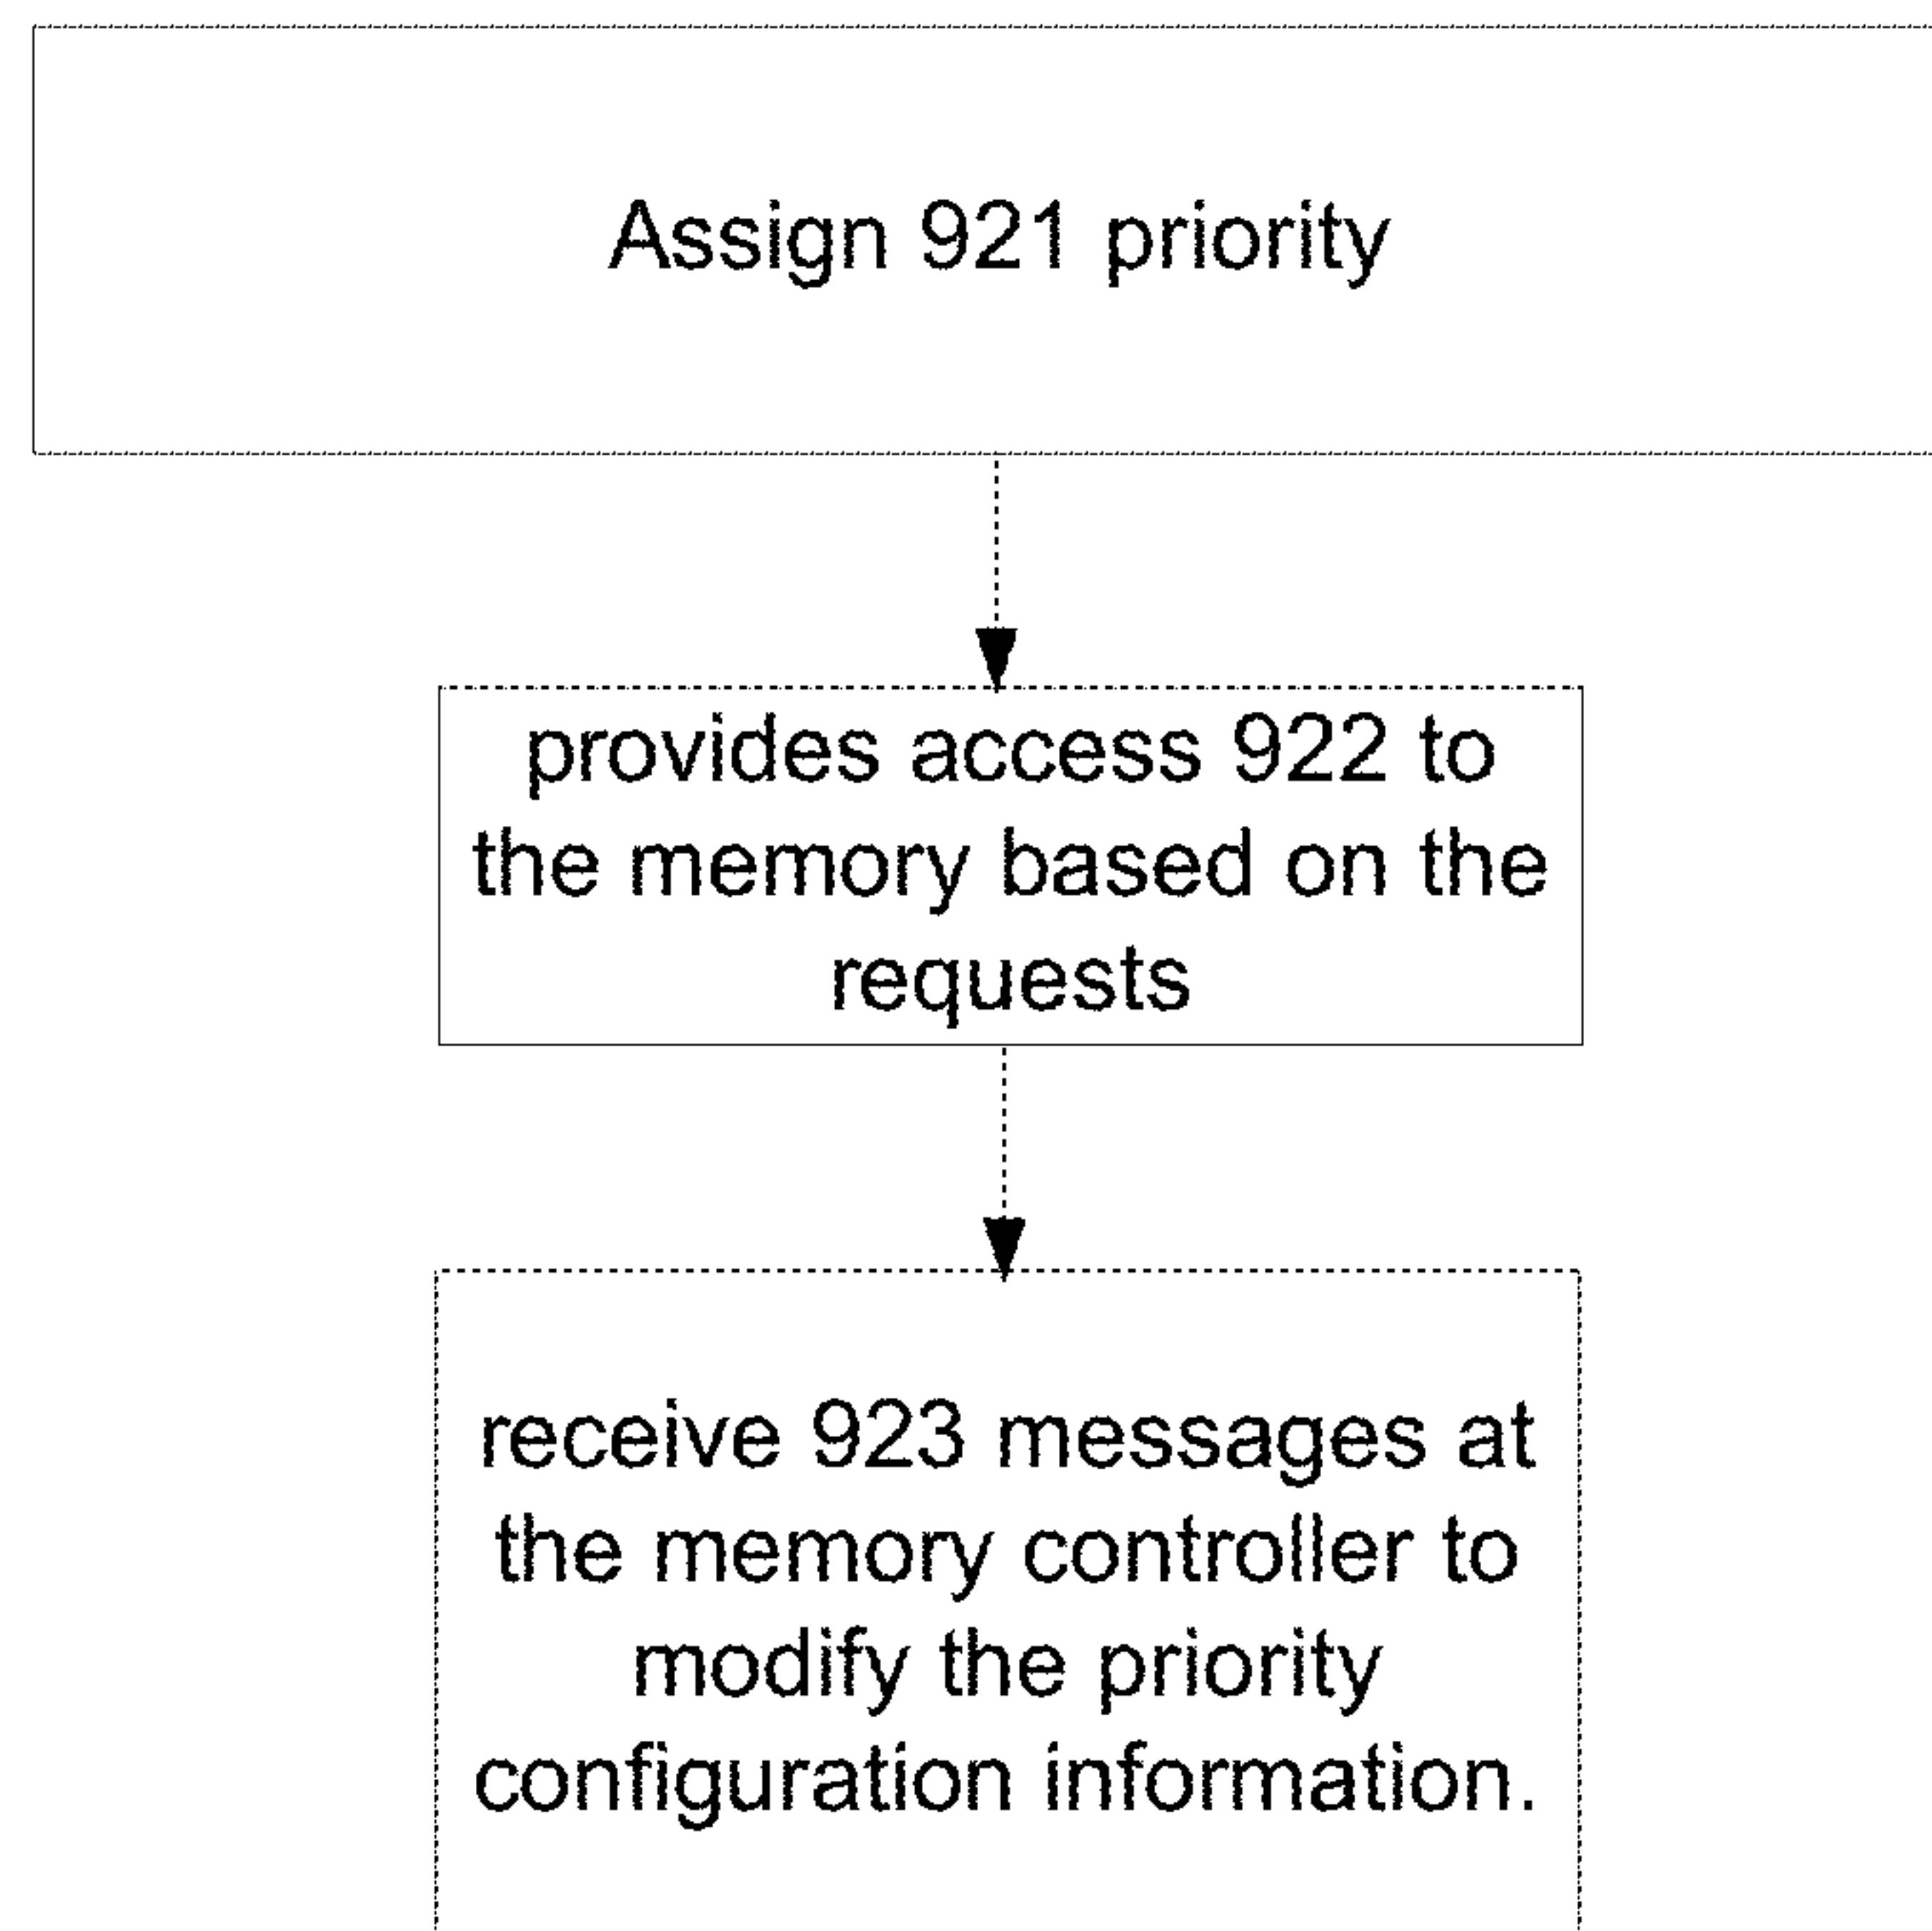 Assign 921 priority
provides access 922 to
the memory based on the
requests
receive 923 messages at
the memory controller to
modify the priority
configuration information.